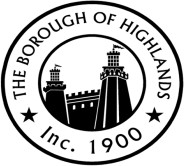 THE BOROUGH OF HIGHLANDS
Inc. 1900